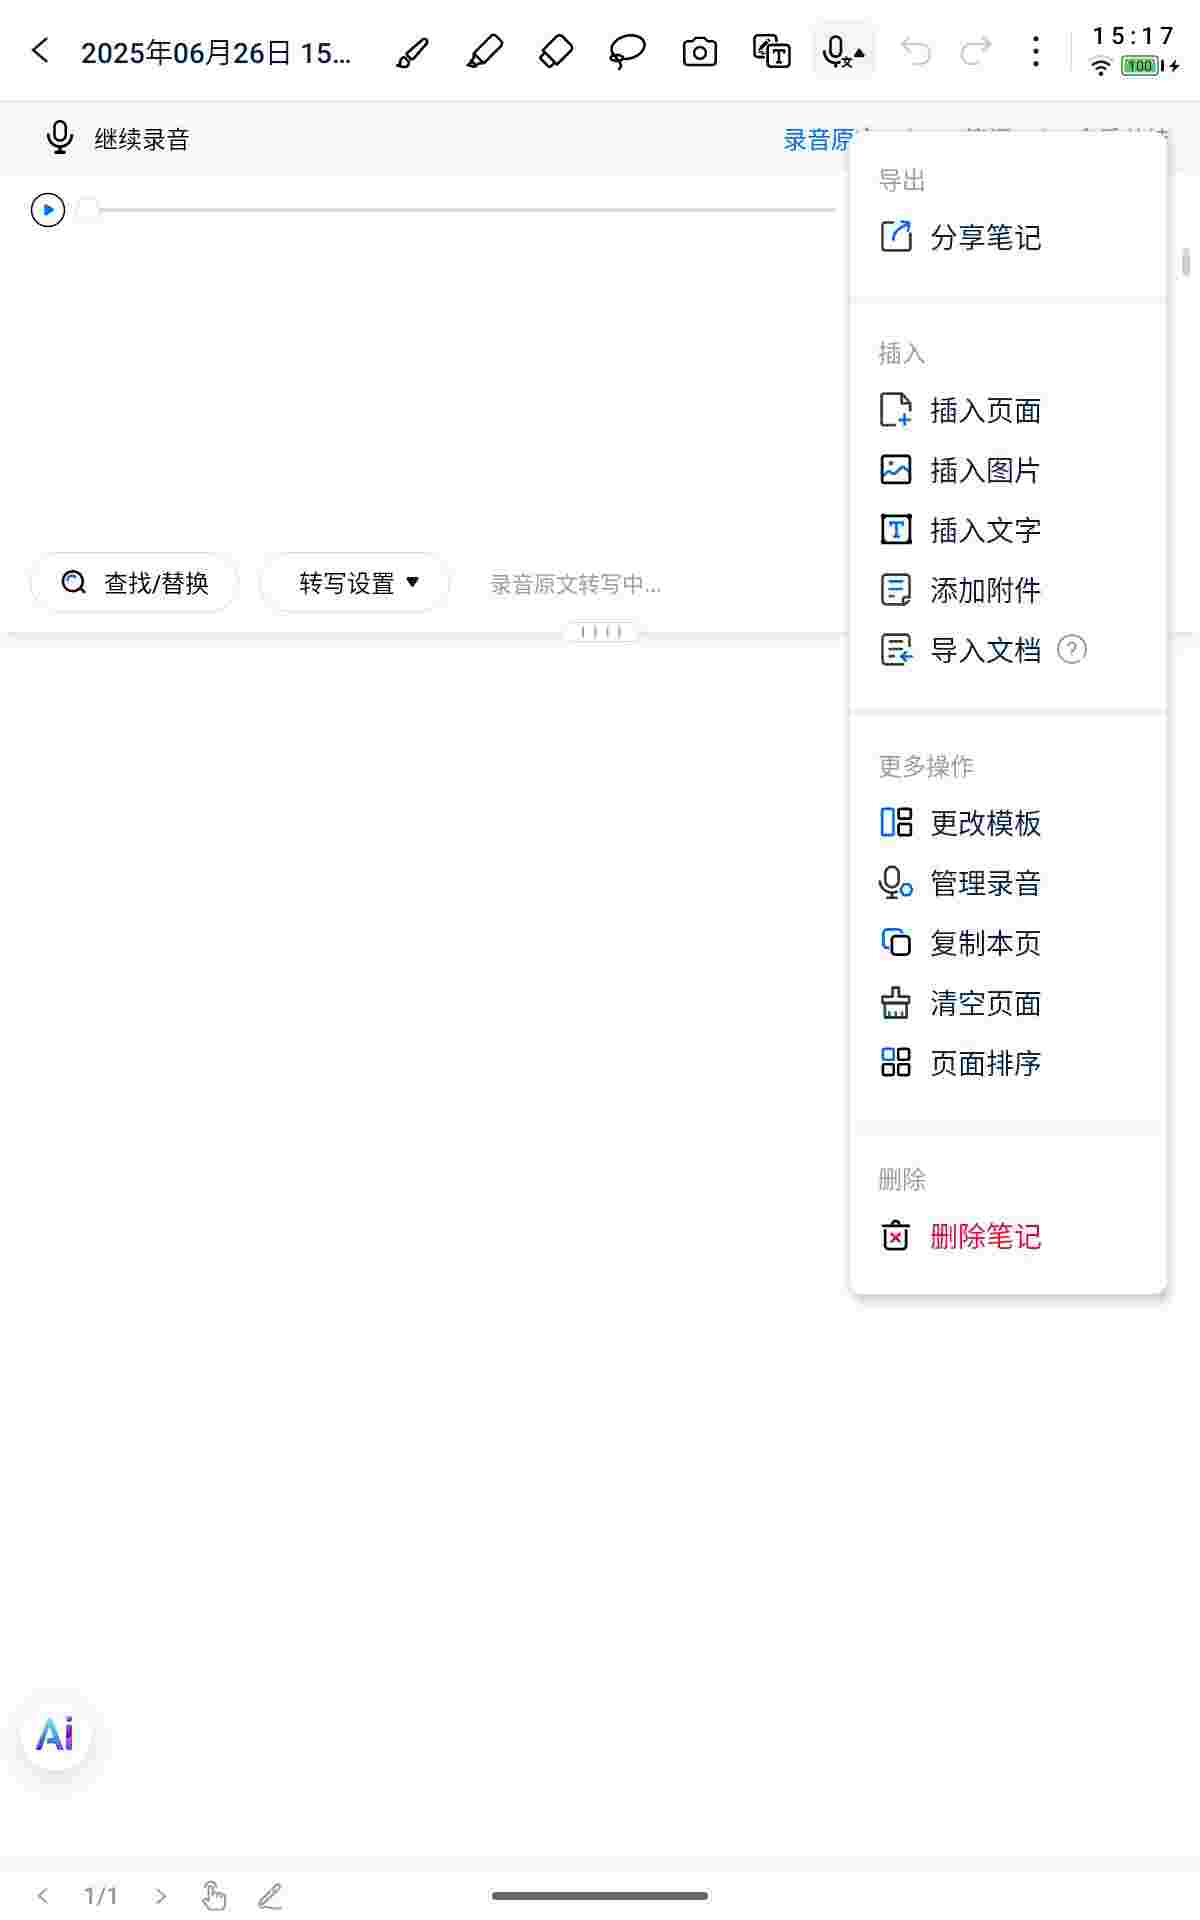 2025年06月26日 15...
15:17
100
继续录音
录音原
导出
分享笔记
插入
插入页面
插入图片
插入文字
添加附件
导入文档
查找/替换
转写设置
录音原文转写中...
更多操作
更改模板
管理录音
复制本页
清空页面
页面排序
删除
删除笔记
Ai
1/1